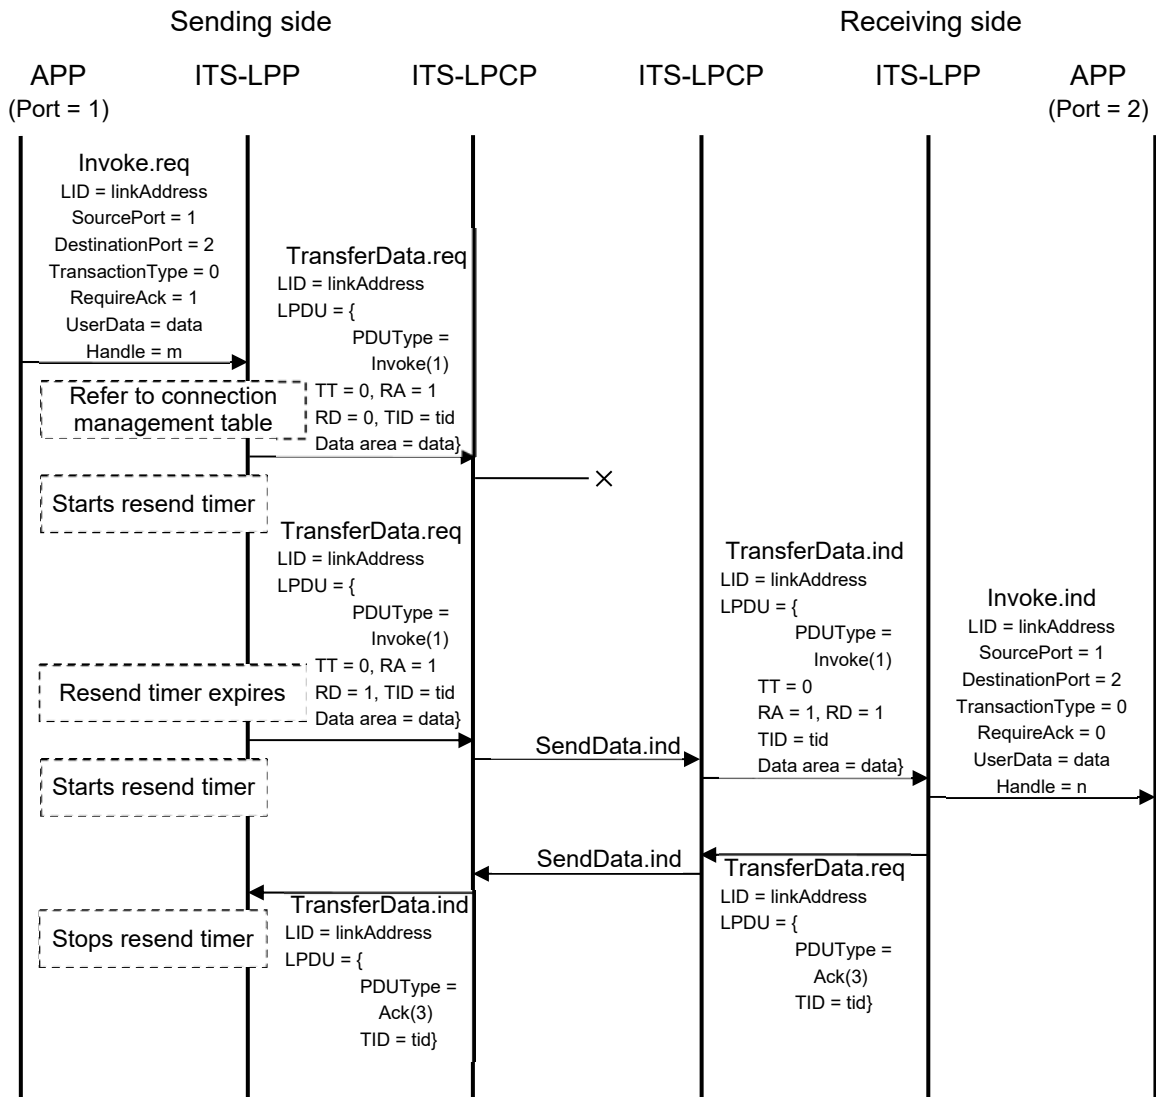 Sending side
Receiving side
APP
(Port = 1)
ITS-LPP
ITS-LPCP
ITS-LPCP
ITS-LPP
APP
(Port = 2)
Invoke.req
LID = linkAddress
SourcePort = 1
DestinationPort = 2
TransactionType = 0
RequireAck = 1
UserData = data
Handle = m
TransferData.req
LID = linkAddress
LPDU = {
PDUType =
Invoke(1)
TT = 0, RA = 1
RD = 0, TID = tid
Data area = data}
Refer to connection
management table
×
Starts resend timer
TransferData.req
LID = linkAddress
LPDU = {
PDUType =
Invoke(1)
TT = 0, RA = 1
RD = 1, TID = tid
Data area = data}
Resend timer expires
Starts resend timer
SendData.ind
TransferData.ind
LID = linkAddress
LPDU = {
PDUType =
Invoke(1)
TT = 0
RA = 1, RD = 1
TID = tid
Data area = data}
Invoke.ind
LID = linkAddress
SourcePort = 1
DestinationPort = 2
TransactionType = 0
RequireAck = 0
UserData = data
Handle = n
SendData.ind
TransferData.req
LID = linkAddress
LPDU = {
PDUType =
Ack(3)
TID = tid}
TransferData.ind
LID = linkAddress
LPDU = {
PDUType =
Ack(3)
TID = tid}
Stops resend timer